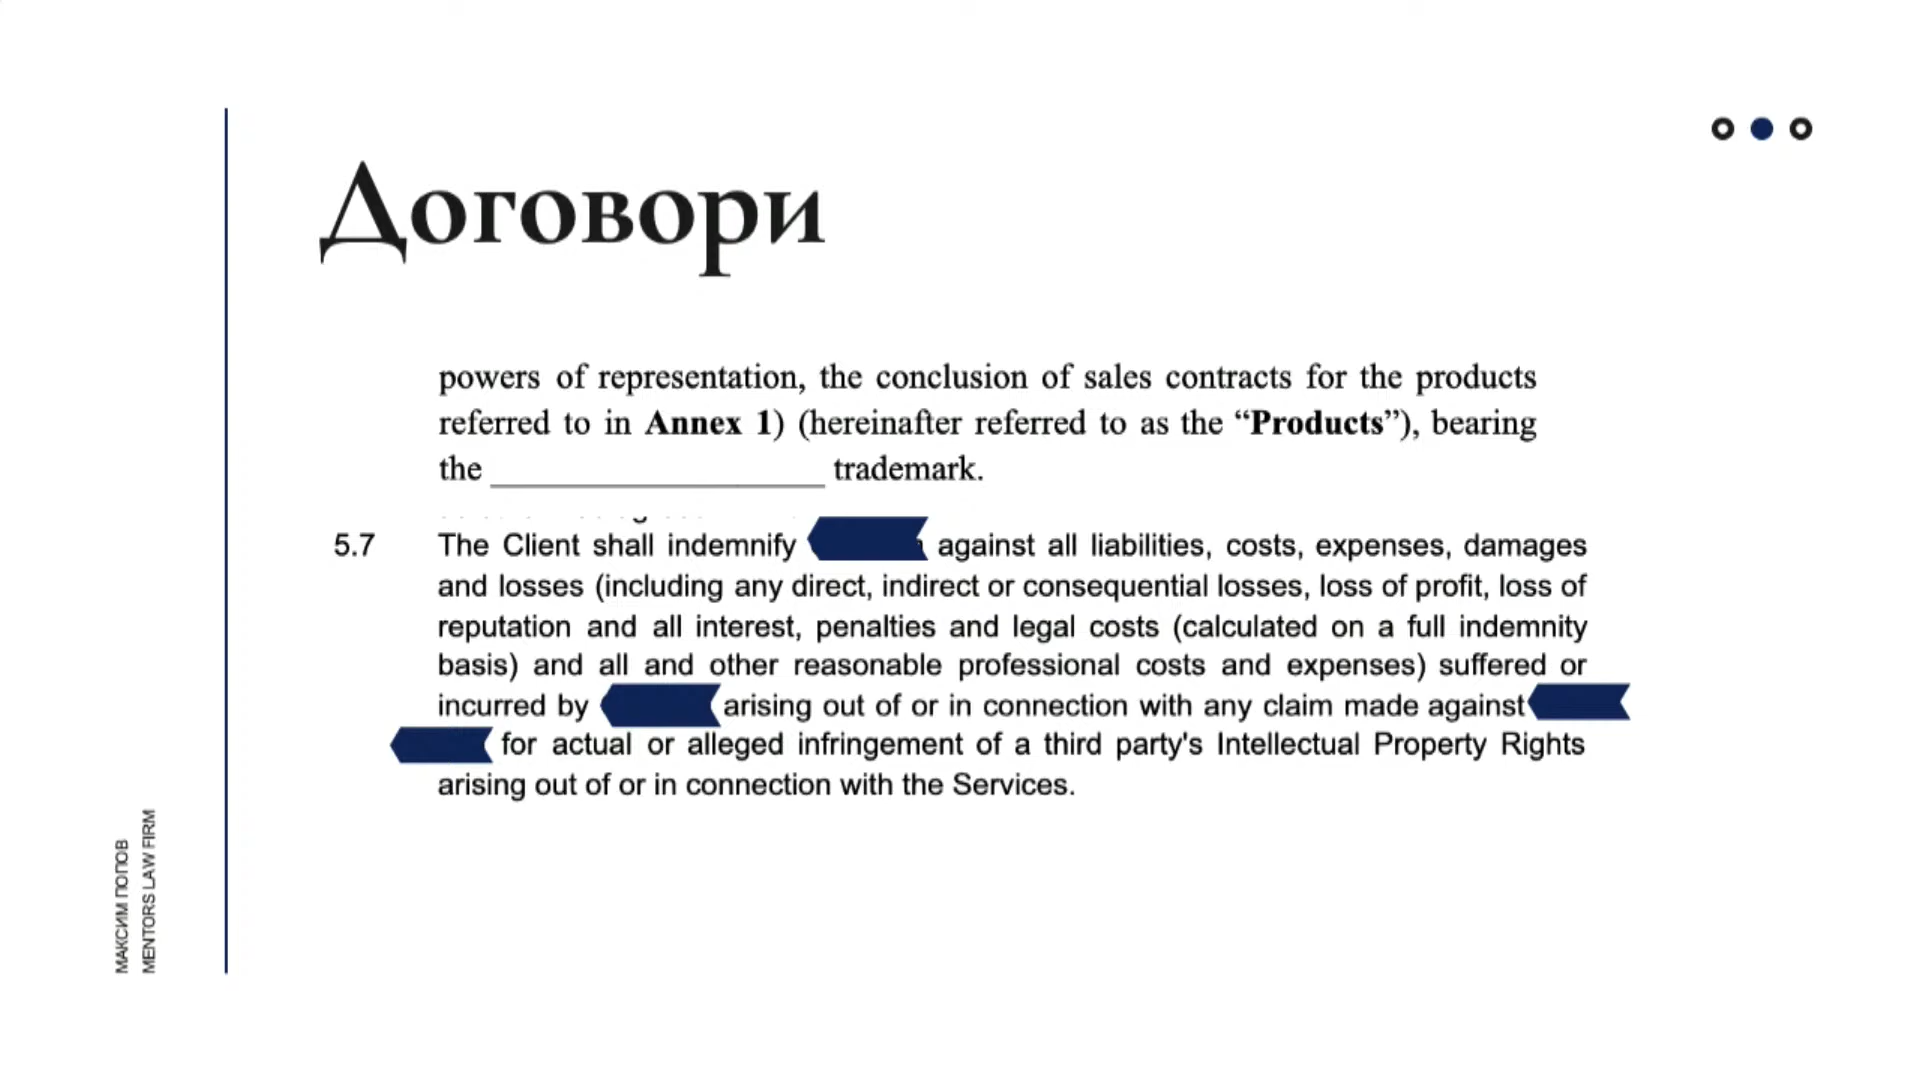 Договори
powers of representation, the conclusion of sales contracts for the products
referred to in Annex 1) (hereinafter referred to as the “Products”), bearing
the ____________________ trademark.
5.7 The Client shall indemnify against all liabilities, costs, expenses, damages
and losses (including any direct, indirect or consequential losses, loss of profit, loss of
reputation and all interest, penalties and legal costs (calculated on a full indemnity
basis) and all and other reasonable professional costs and expenses) suffered or
incurred by arising out of or in connection with any claim made against
for actual or alleged infringement of a third party's Intellectual Property Rights
arising out of or in connection with the Services.
МАКСИМ ПОПОВ
MENTORS LAW FIRM